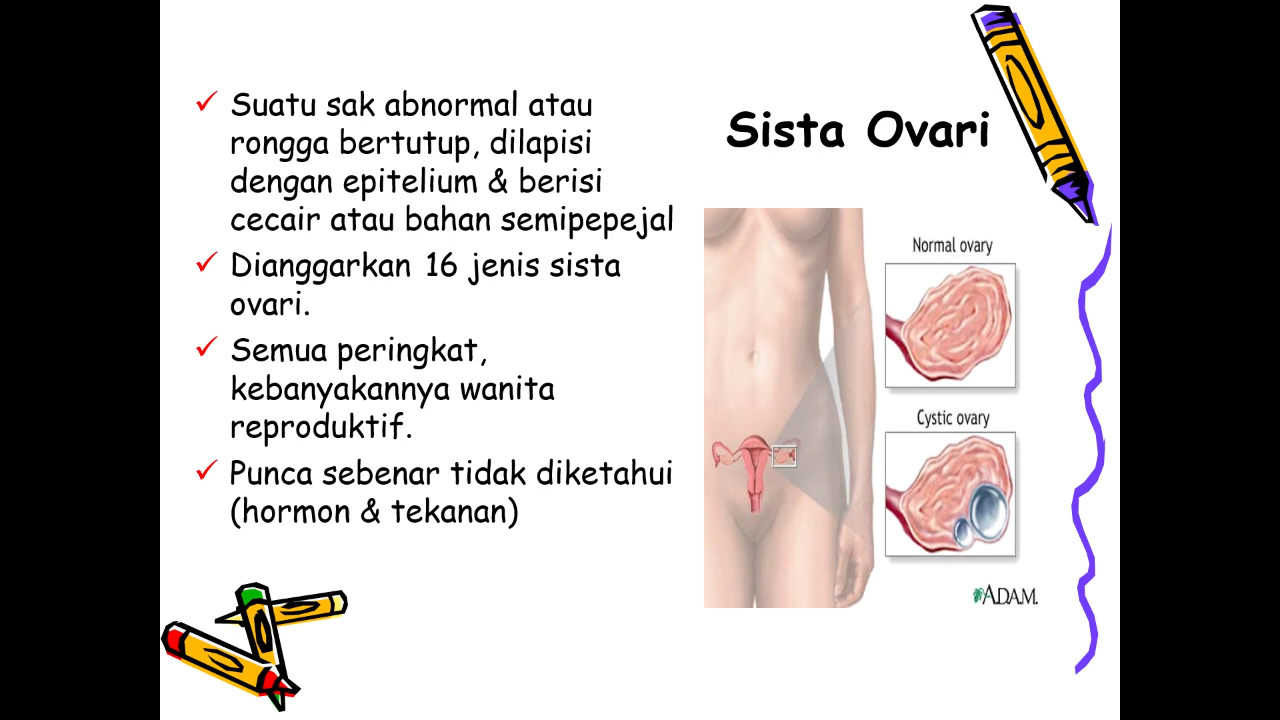 Sista Ovari
Suatu sak abnormal atau
rongga bertutup, dilapisi
dengan epitelium & berisi
cecair atau bahan semipepejal
Dianggarkan 16 jenis sista
ovari.
Semua peringkat,
kebanyakannya wanita
reproduktif.
Punca sebenar tidak diketahui
(hormon & tekanan)
Normal ovary
Cystic ovary
ADAM.